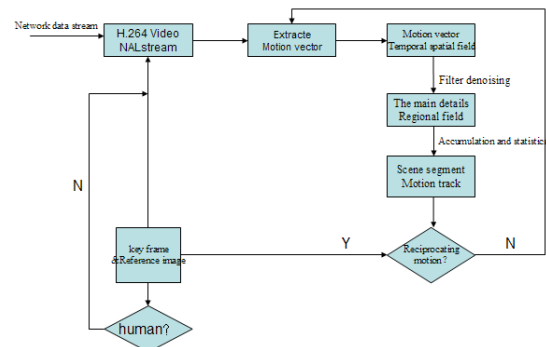 Network data stream
H.264 Video
NALstream
Extracte
Motion vector
Motion vector
Temporal spatial field
Filter denoising
The main details
Regional field
Accumulation and statistics
Scene segment
Motion track
N
key frame
&Reference image
Y
Reciprocating
motion?
N
human?